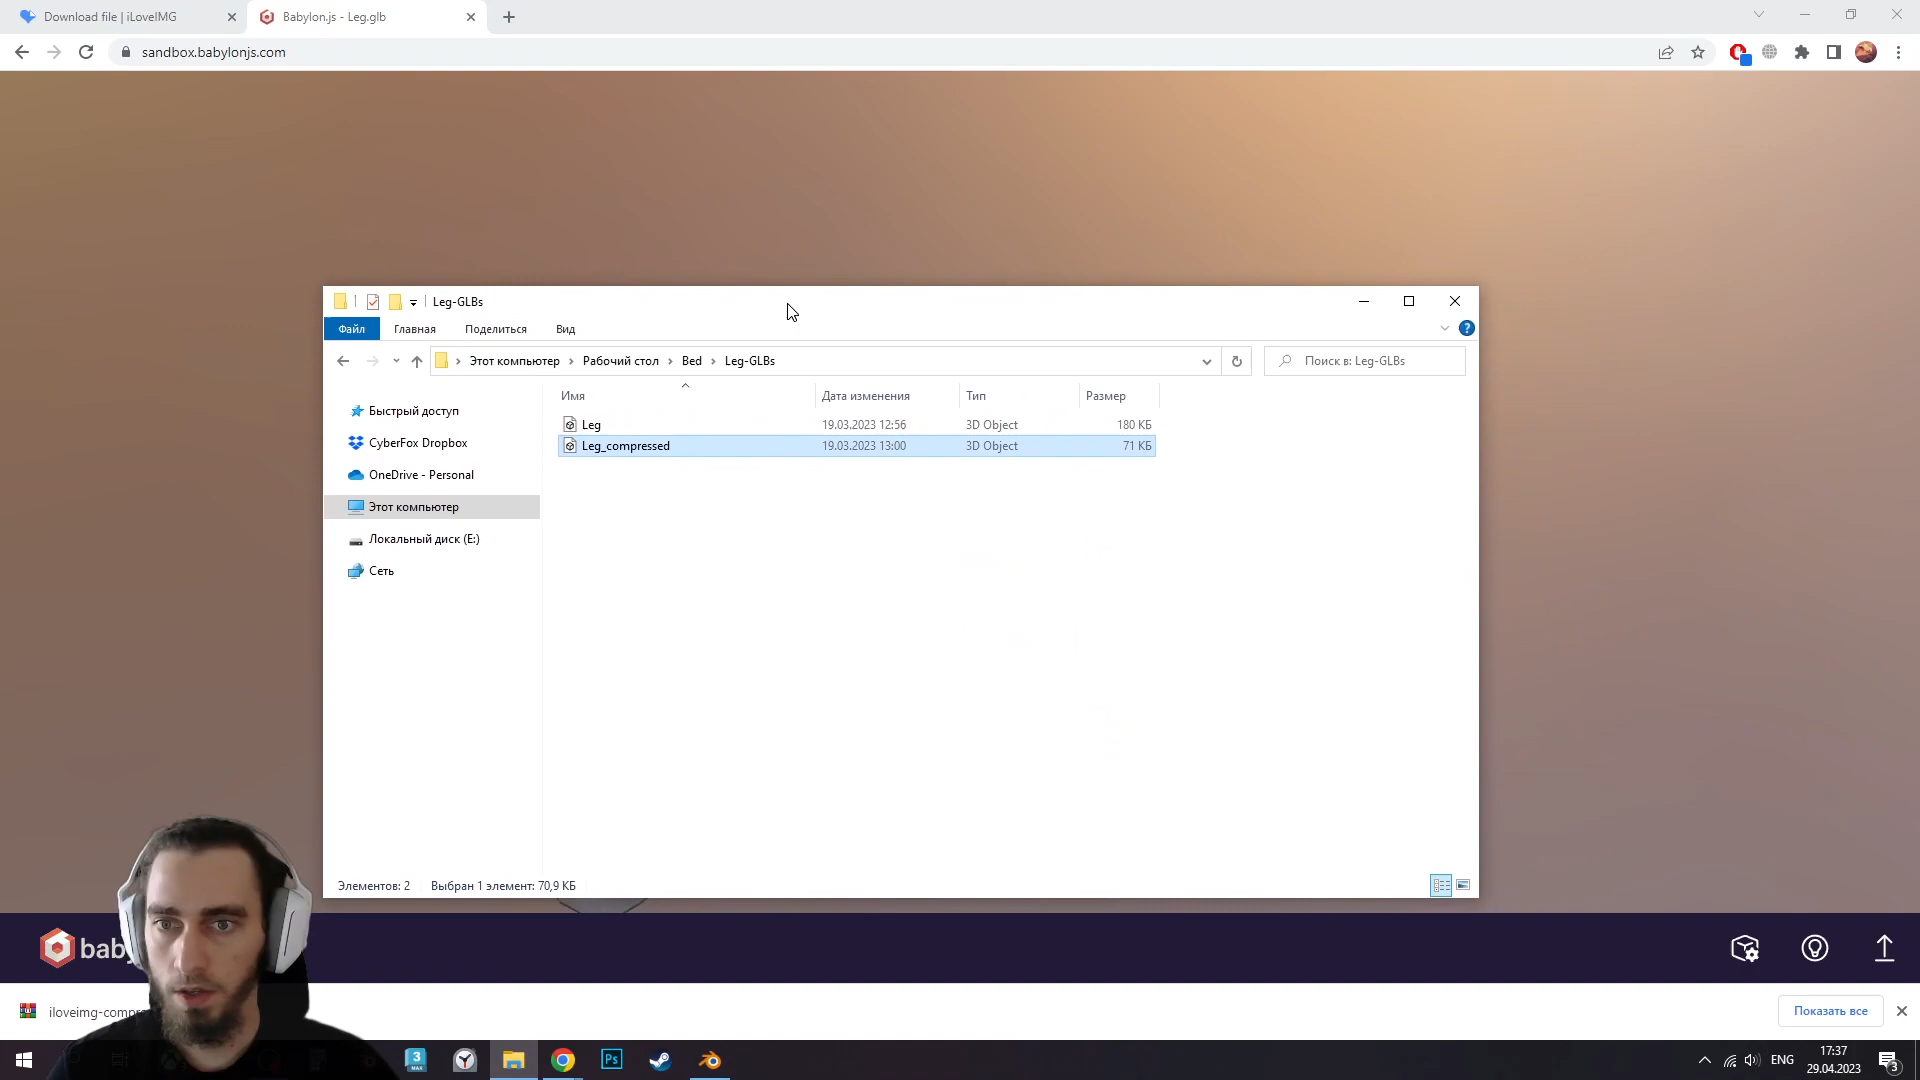 Download file | iLoveIMG
Babylon.js - Leg.glb
sandbox.babylonjs.com
Leg-GLBs
Файл
Главная
Поделиться
Вид
Этот компьютер
Рабочий стол
Bed
Leg-GLBs
Поиск в: Leg-GLBs
Имя
Дата изменения
Тип
Размер
Быстрый доступ
CyberFox Dropbox
OneDrive - Personal
Этот компьютер
Локальный диск (E:)
Сеть
Leg 19.03.2023 12:56 3D Object 180 КБ
Leg_compressed 19.03.2023 13:00 3D Object 71 КБ
Элементов: 2
Выбран 1 элемент: 70,9 КБ
Показать все
Ps
3
MAX
ENG
17:37
29.04.2023
3